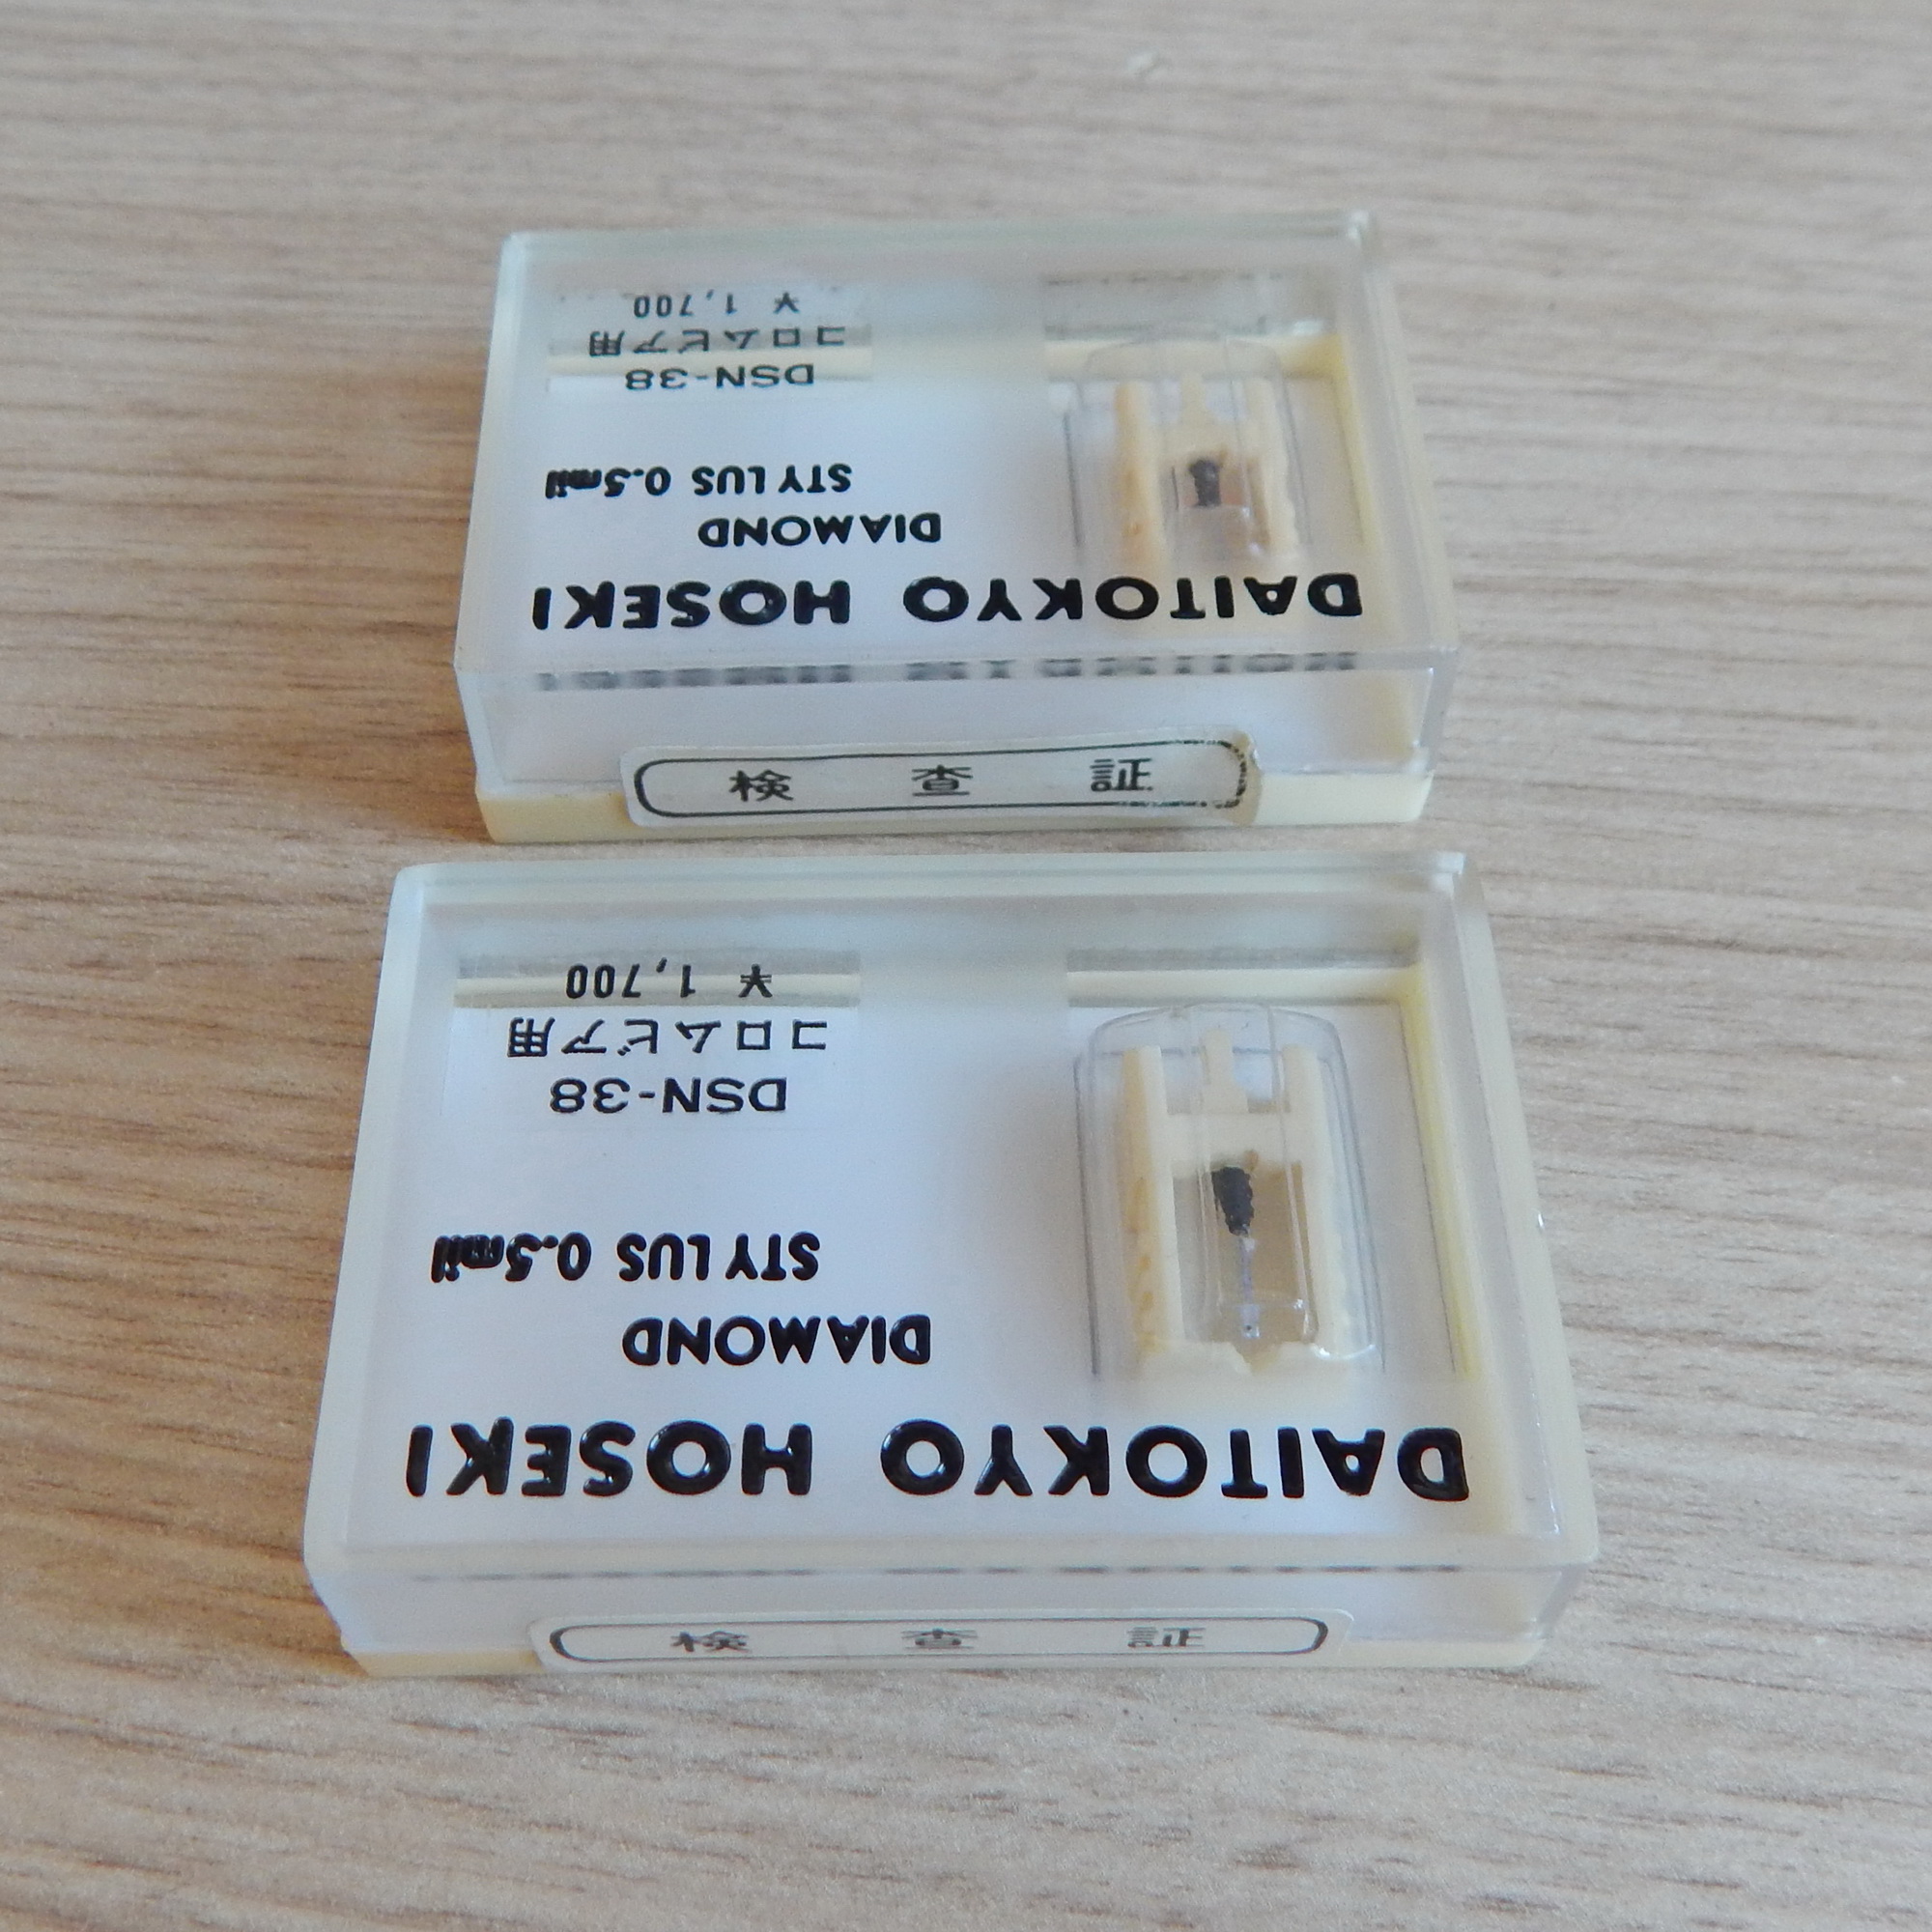 DAITOKYO HOSEKI
DIAMOND
STYLUS 0.5mil
DSN-38
コロムビア用
¥ 1,700
検 査 証
DAITOKYO HOSEKI
DIAMOND
STYLUS 0.5mil
DSN-38
コロムビア用
¥ 1,700
検 査 証